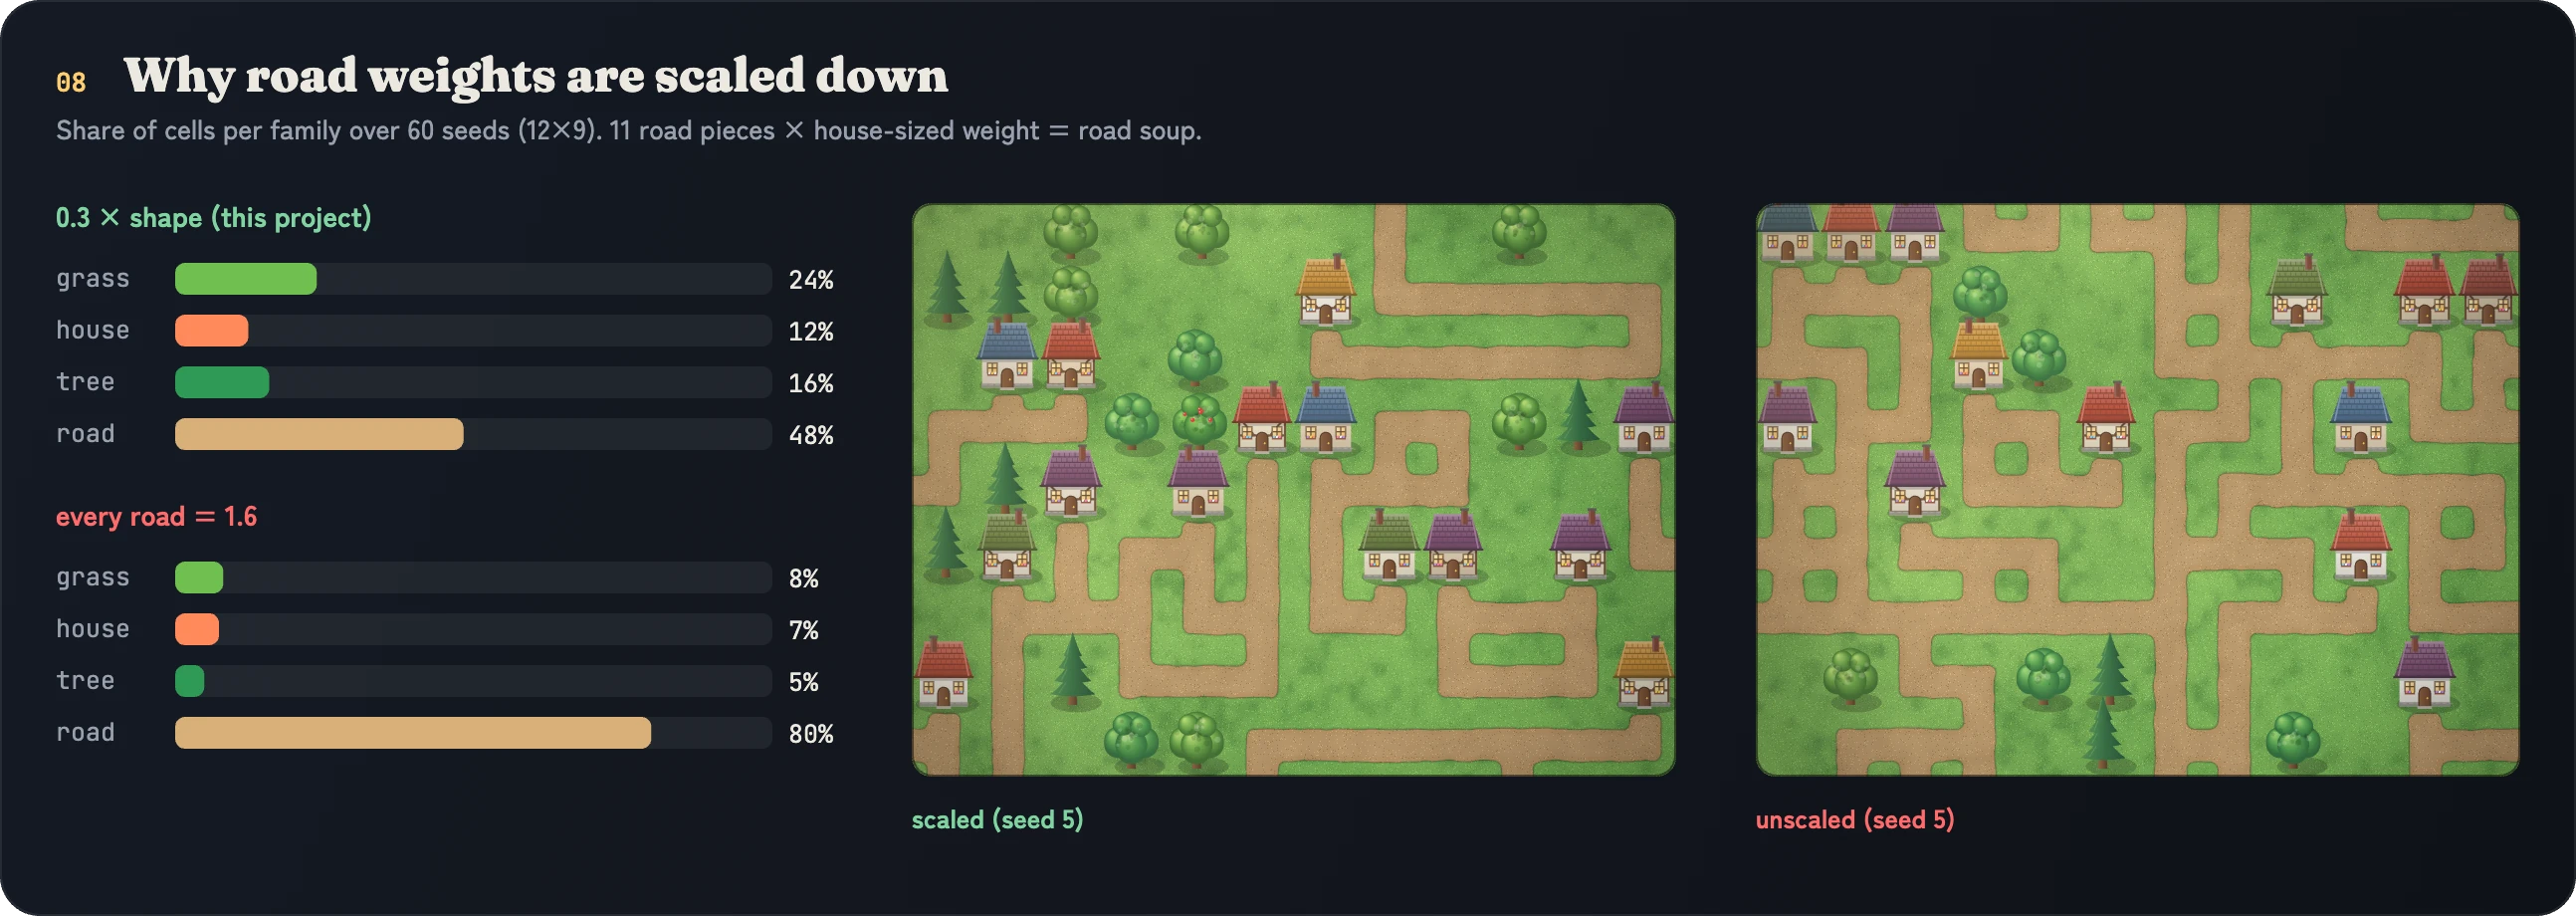 08 Why road weights are scaled down
Share of cells per family over 60 seeds (12×9). 11 road pieces × house-sized weight = road soup.
0.3 × shape (this project)
grass 24%
house 12%
tree 16%
road 48%
every road = 1.6
grass 8%
house 7%
tree 5%
road 80%
scaled (seed 5)
unscaled (seed 5)